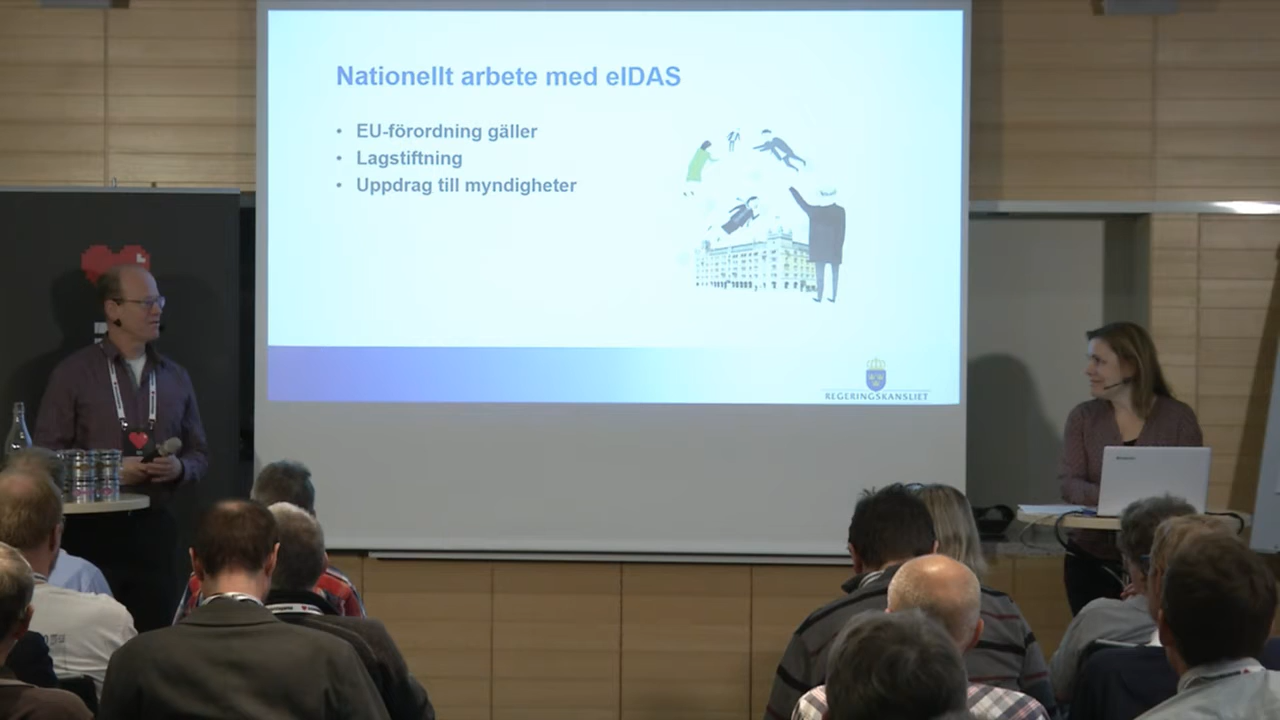 Nationellt arbete med eIDAS
• EU-förordning gäller
• Lagstiftning
• Uppdrag till myndigheter
REGERINGSKANSLIET